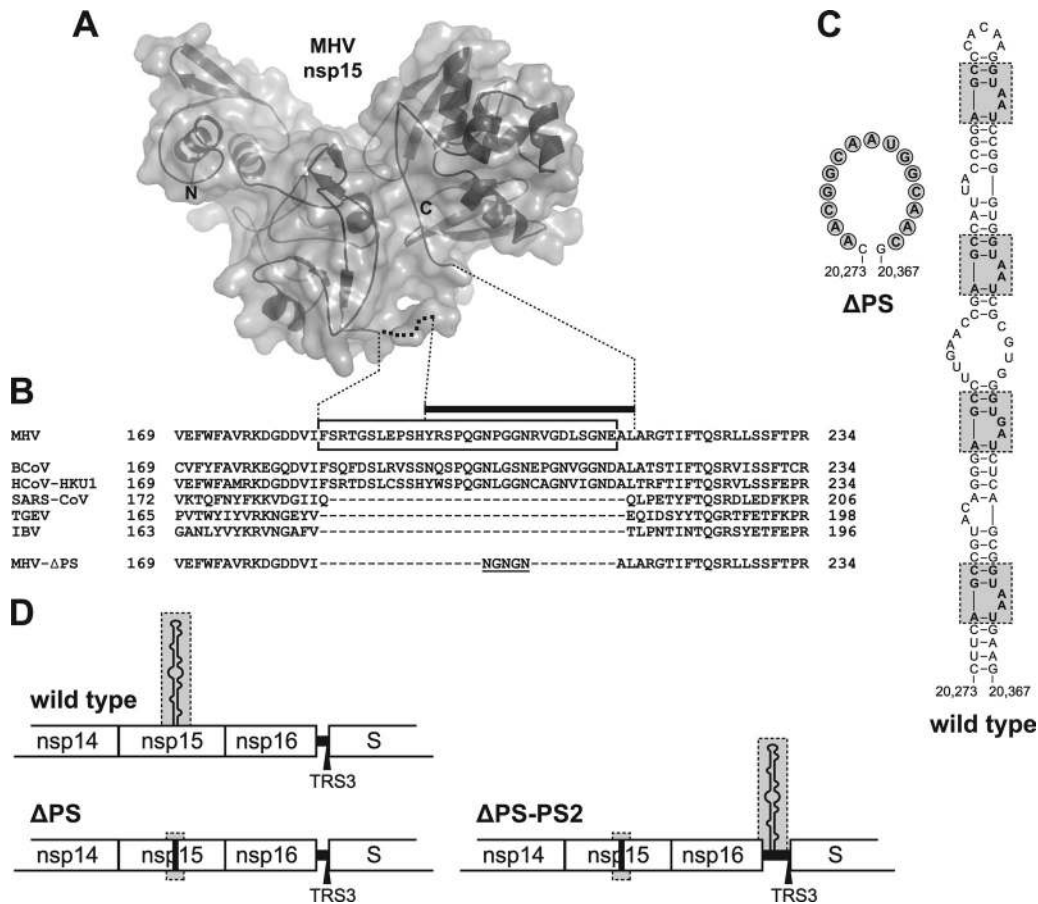 A
MHV
nsp15
N
C
B
MHV 169 VEFWFAVRKDGDDVIFSRTGSLEPSHYRSPQGNPGGNRVGDLSGNEALARGTIFTQSRLLSSFTPR 234
BCoV 169 CVFYFAVRKEGQDVIFSQFDSLRVSSNQSPQGNLGSNEPGNVGGNDALATSTIFTQSRVISSFTCR 234
HCoV-HKU1 169 VEFWFAMRKDGDDVIFSRTDSLCSSHYWSPQGNLGGNCAGNVIGNDALTRFTIFTQSRVLSSFEPR 234
SARS-CoV 172 VKTQFNYFKKVDGIIQ-------------------------------QLPETYFTQSRDLEDFKPR 206
TGEV 165 PVTWYIYVRKNGEYV--------------------------------EQIDSYYTQGRTFETFKPR 198
IBV 163 GANLYVYKRVNGAFV--------------------------------TLPNTINTQGRSYETFEPR 196
MHV-ΔPS 169 VEFWFAVRKDGDDVI-----------------NGNGN---------ALARGTIFTQSRLLSSFTPR 234
C
C A A C G G C A A U G G C A A C G
20,273 20,367
ΔPS
20,273 20,367
wild type
D
wild type
nsp14 nsp15 nsp16 S
TRS3
ΔPS
nsp14 nsp15 nsp16 S
TRS3
ΔPS-PS2
nsp14 nsp15 nsp16 S
TRS3